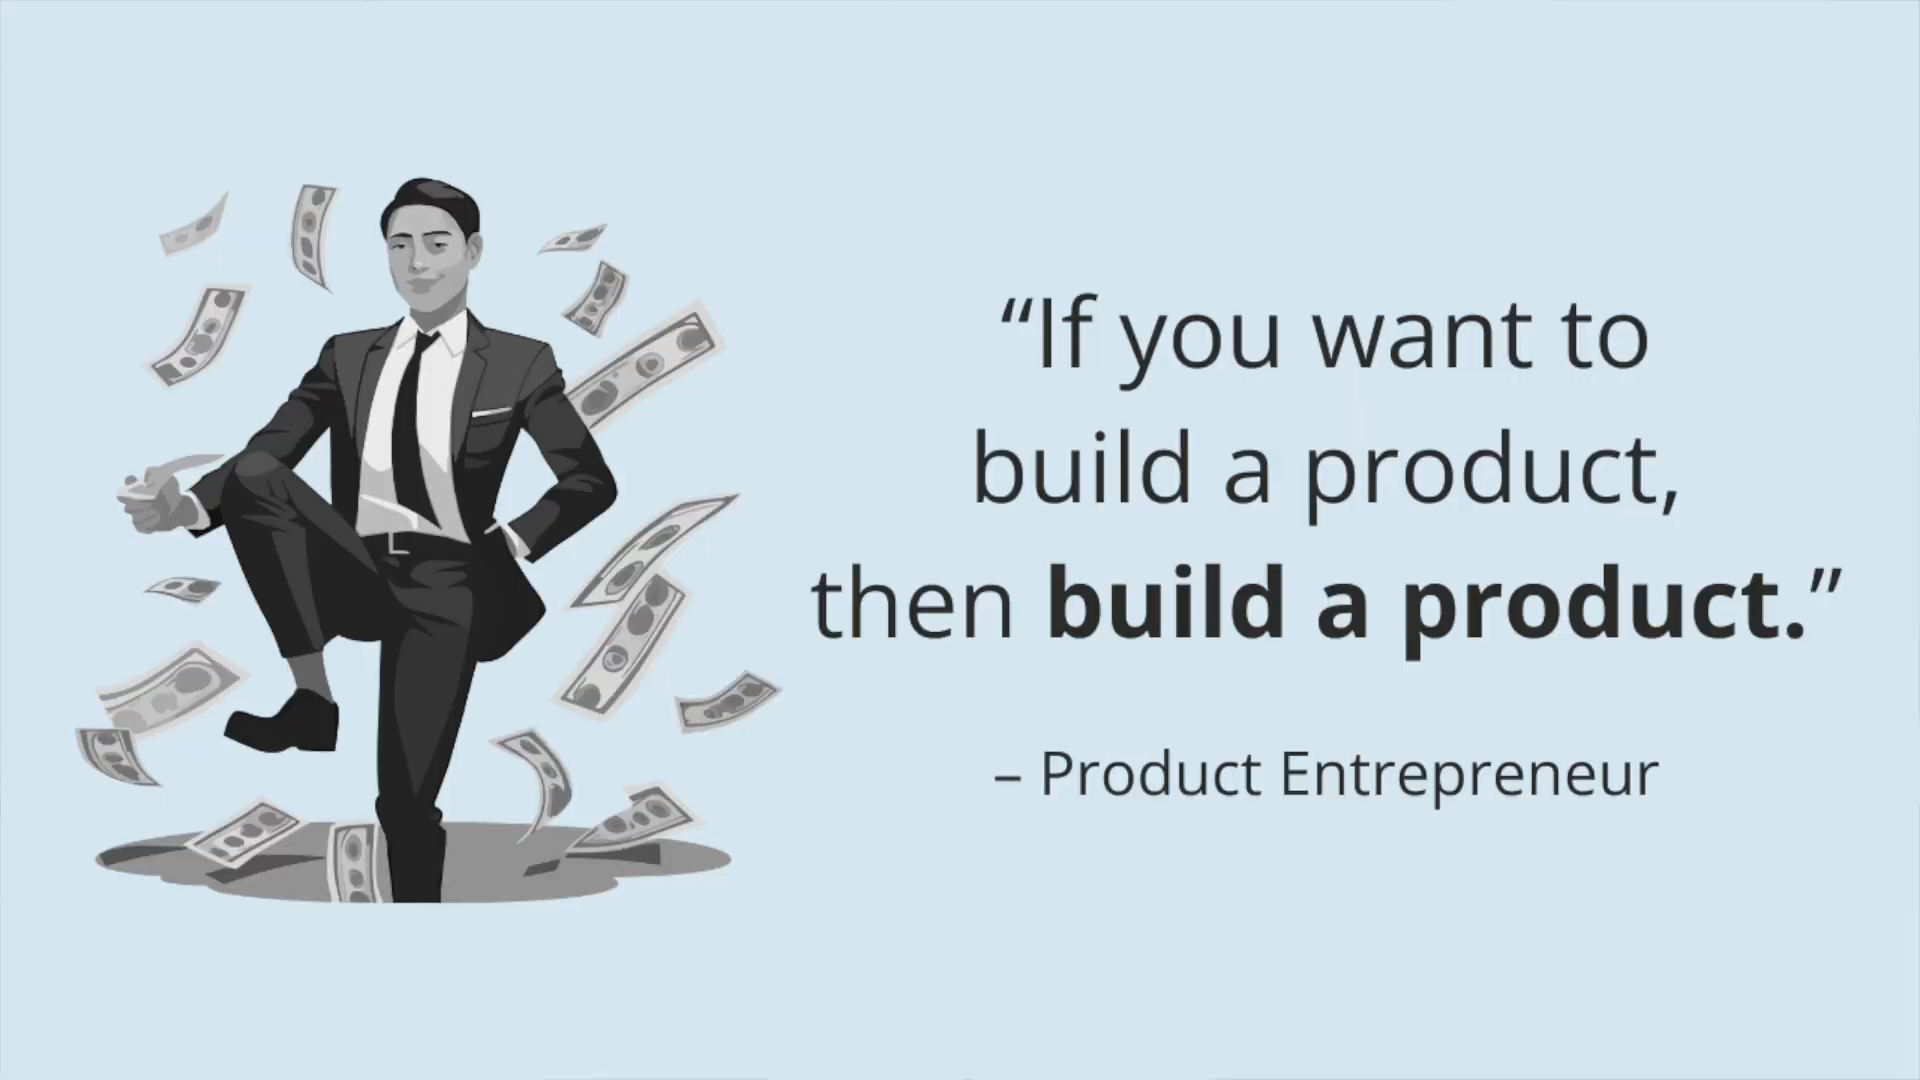 “If you want to
build a product,
then build a product.”
– Product Entrepreneur